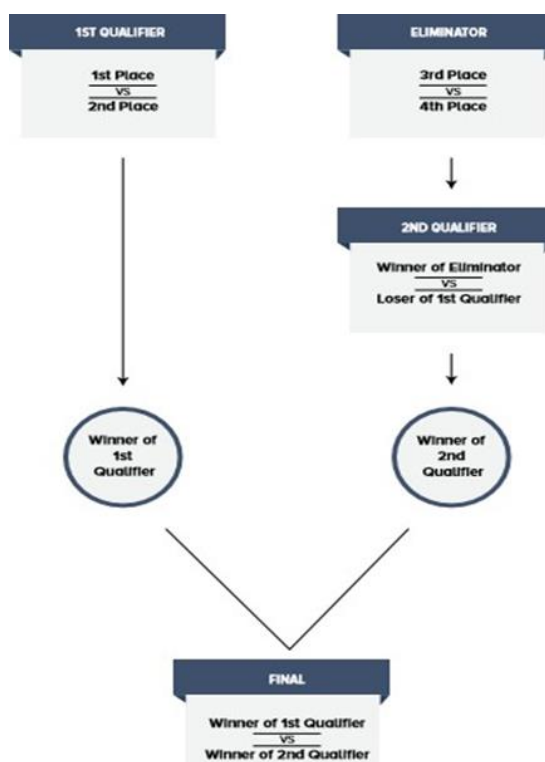 1ST QUALIFIER
1st Place
VS
2nd Place
ELIMINATOR
3rd Place
VS
4th Place
2ND QUALIFIER
Winner of Eliminator
VS
Loser of 1st Qualifier
Winner of
1st
Qualifier
Winner of
2nd
Qualifier
FINAL
Winner of 1st Qualifier
VS
Winner of 2nd Qualifier